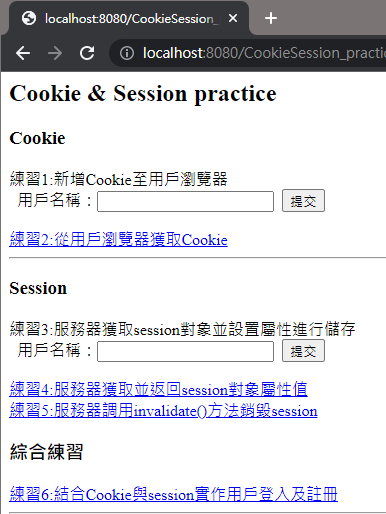 localhost:8080/CookieSession_
localhost:8080/CookieSession_practic
Cookie & Session practice
Cookie
練習1:新增Cookie至用戶瀏覽器
用戶名稱：
提交
練習2:從用戶瀏覽器獲取Cookie
Session
練習3:服務器獲取session對象並設置屬性進行儲存
用戶名稱：
提交
練習4:服務器獲取並返回session對象屬性值
練習5:服務器調用invalidate()方法銷毀session
綜合練習
練習6:結合Cookie與session實作用戶登入及註冊